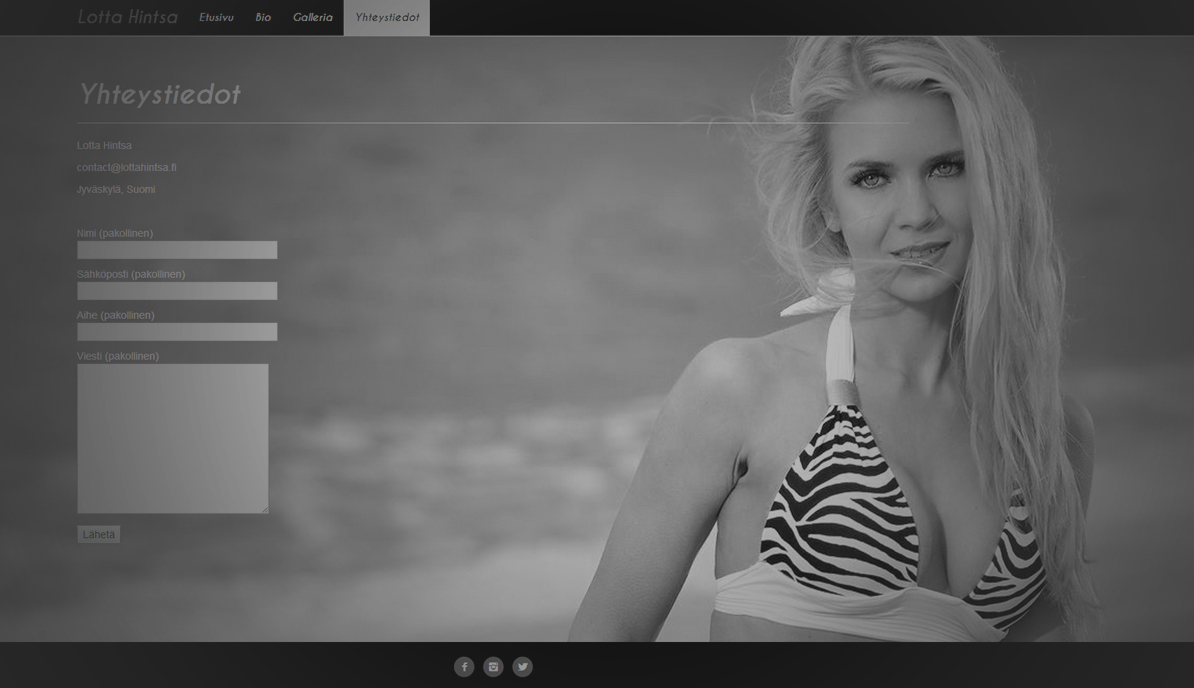 Lotta Hintsa Etusivu Bio Galleria Yhteystiedot
Yhteystiedot
Lotta Hintsa
contact@lottahintsa.fi
Jyväskylä, Suomi
Nimi (pakollinen)
Sähköposti (pakollinen)
Aihe (pakollinen)
Viesti (pakollinen)
Lähetä